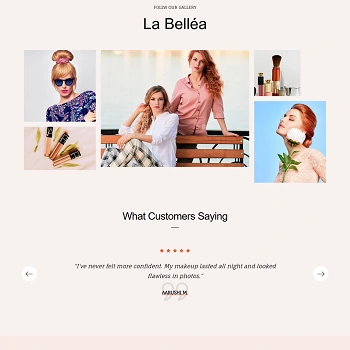 FOLLOW OUR GALLERY
La Belléa
What Customers Saying
"I've never felt more confident. My makeup lasted all night and looked
flawless in photos."
AARUSHI M.